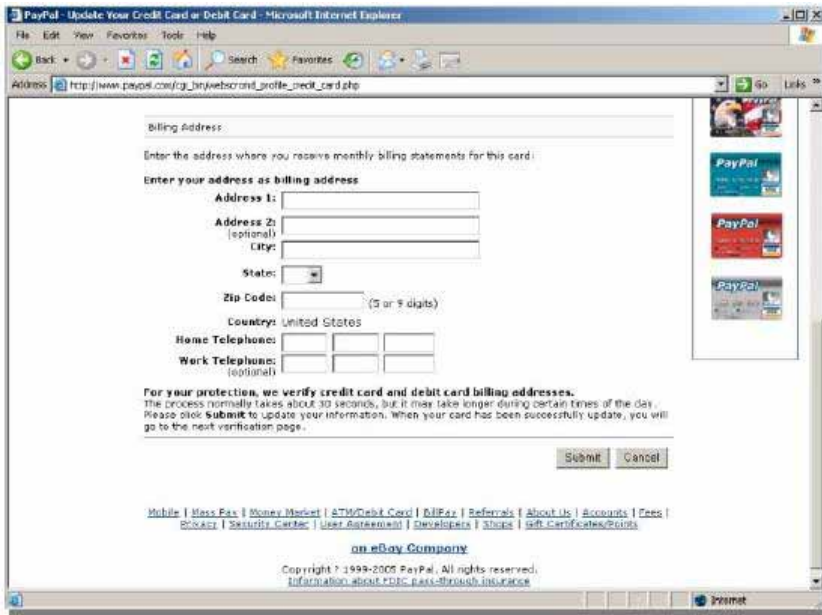 PayPal - Update Your Credit Card or Debit Card - Microsoft Internet Explorer
File Edit View Favorites Tools Help
Back Search Favorites
Address http://www.paypal.com/cgi_bin/webscrcmd_profile_credit_card.php Go Links »
Billing Address
Enter the address where you receive monthly billing statements for this card:
Enter your address as billing address
Address 1:
Address 2:
(optional)
City:
State:
Zip Code: (5 or 9 digits)
Country: United States
Home Telephone:
Work Telephone:
(optional)
For your protection, we verify credit card and debit card billing addresses.
The process normally takes about 30 seconds, but it may take longer during certain times of the day.
Please click Submit to update your information. When your card has been successfully update, you will
go to the next verification page.
Submit Cancel
PayPal
PayPal
PayPal
Mobile | Mass Pay | Money Market | ATM/Debit Card | BillPay | Referrals | About Us | Accounts | Fees |
Privacy | Security Center | User Agreement | Developers | Shops | Gift Certificates/Points
an eBay Company
Copyright ? 1999-2005 PayPal. All rights reserved.
Information about FDIC pass-through insurance
Internet